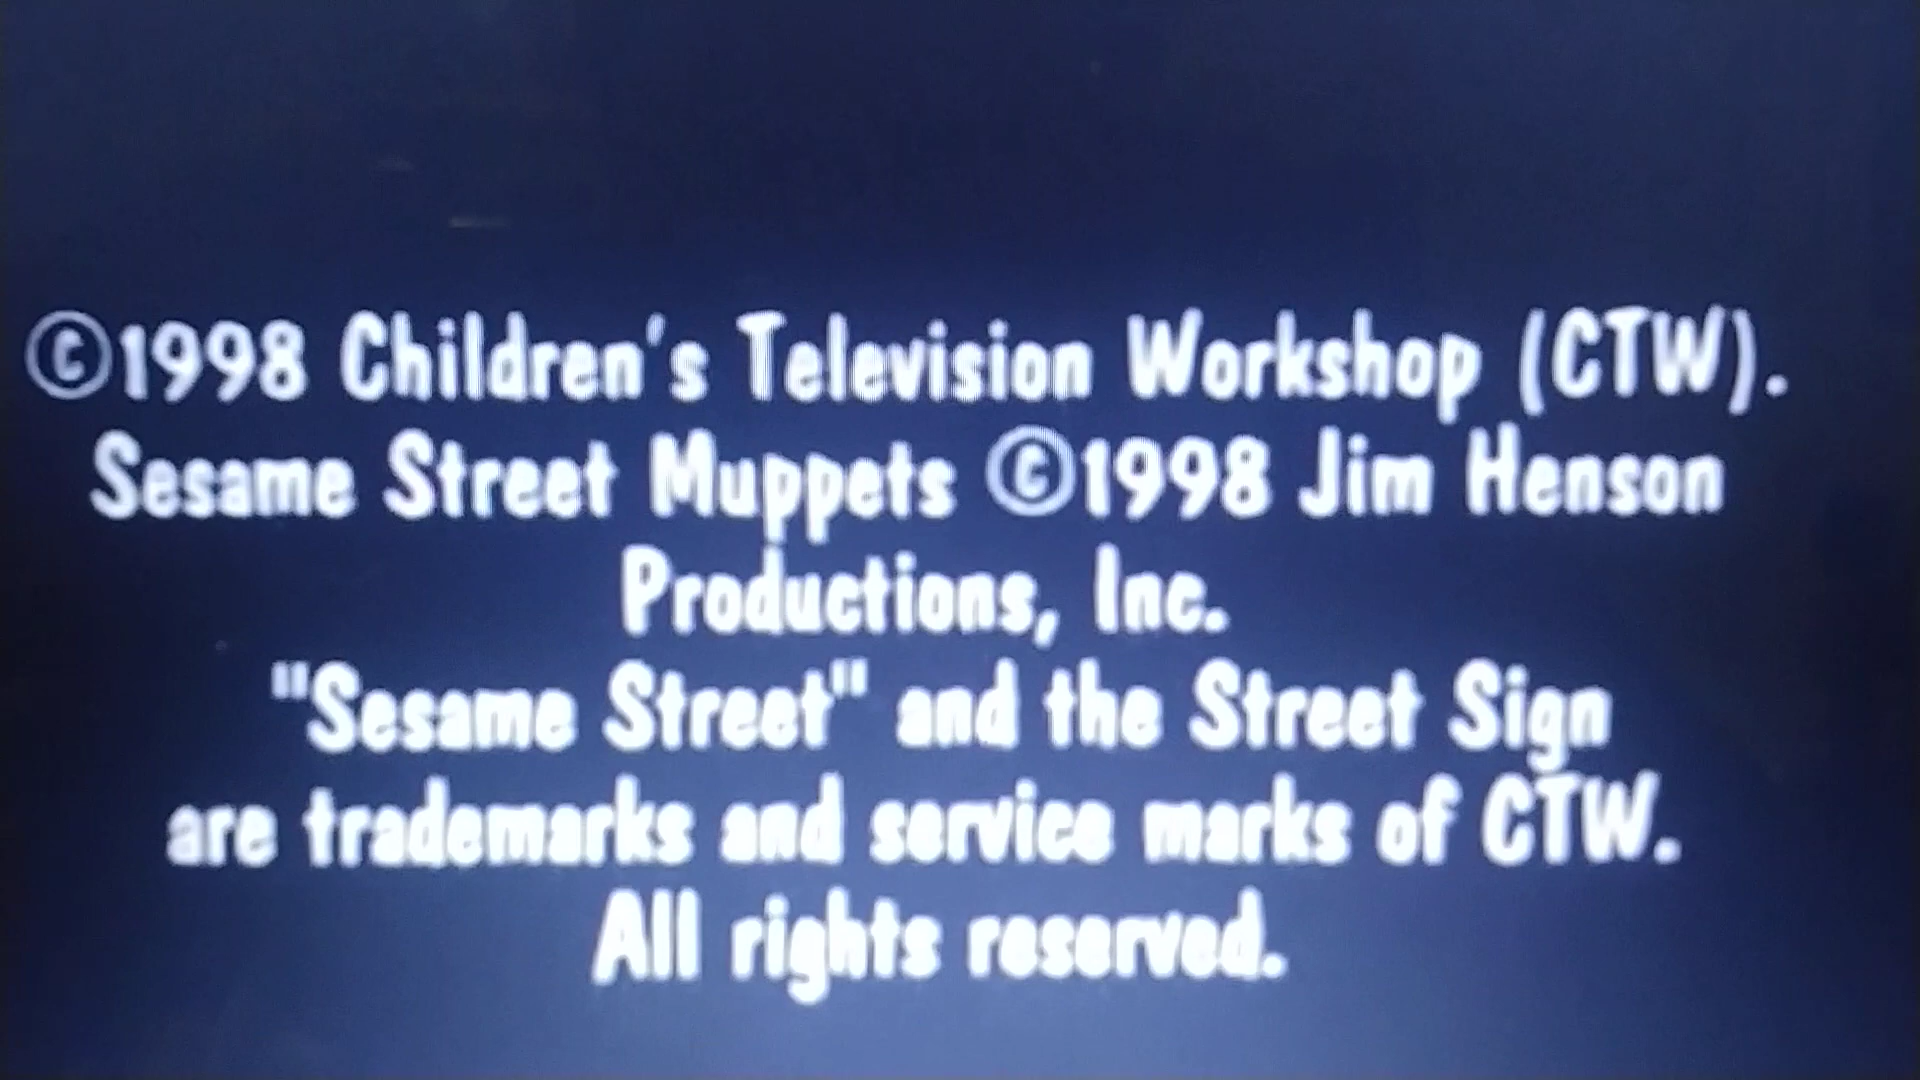 ©1998 Children's Television Workshop (CTW).
Sesame Street Muppets ©1998 Jim Henson
Productions, Inc.
"Sesame Street" and the Street Sign
are trademarks and service marks of CTW.
All rights reserved.